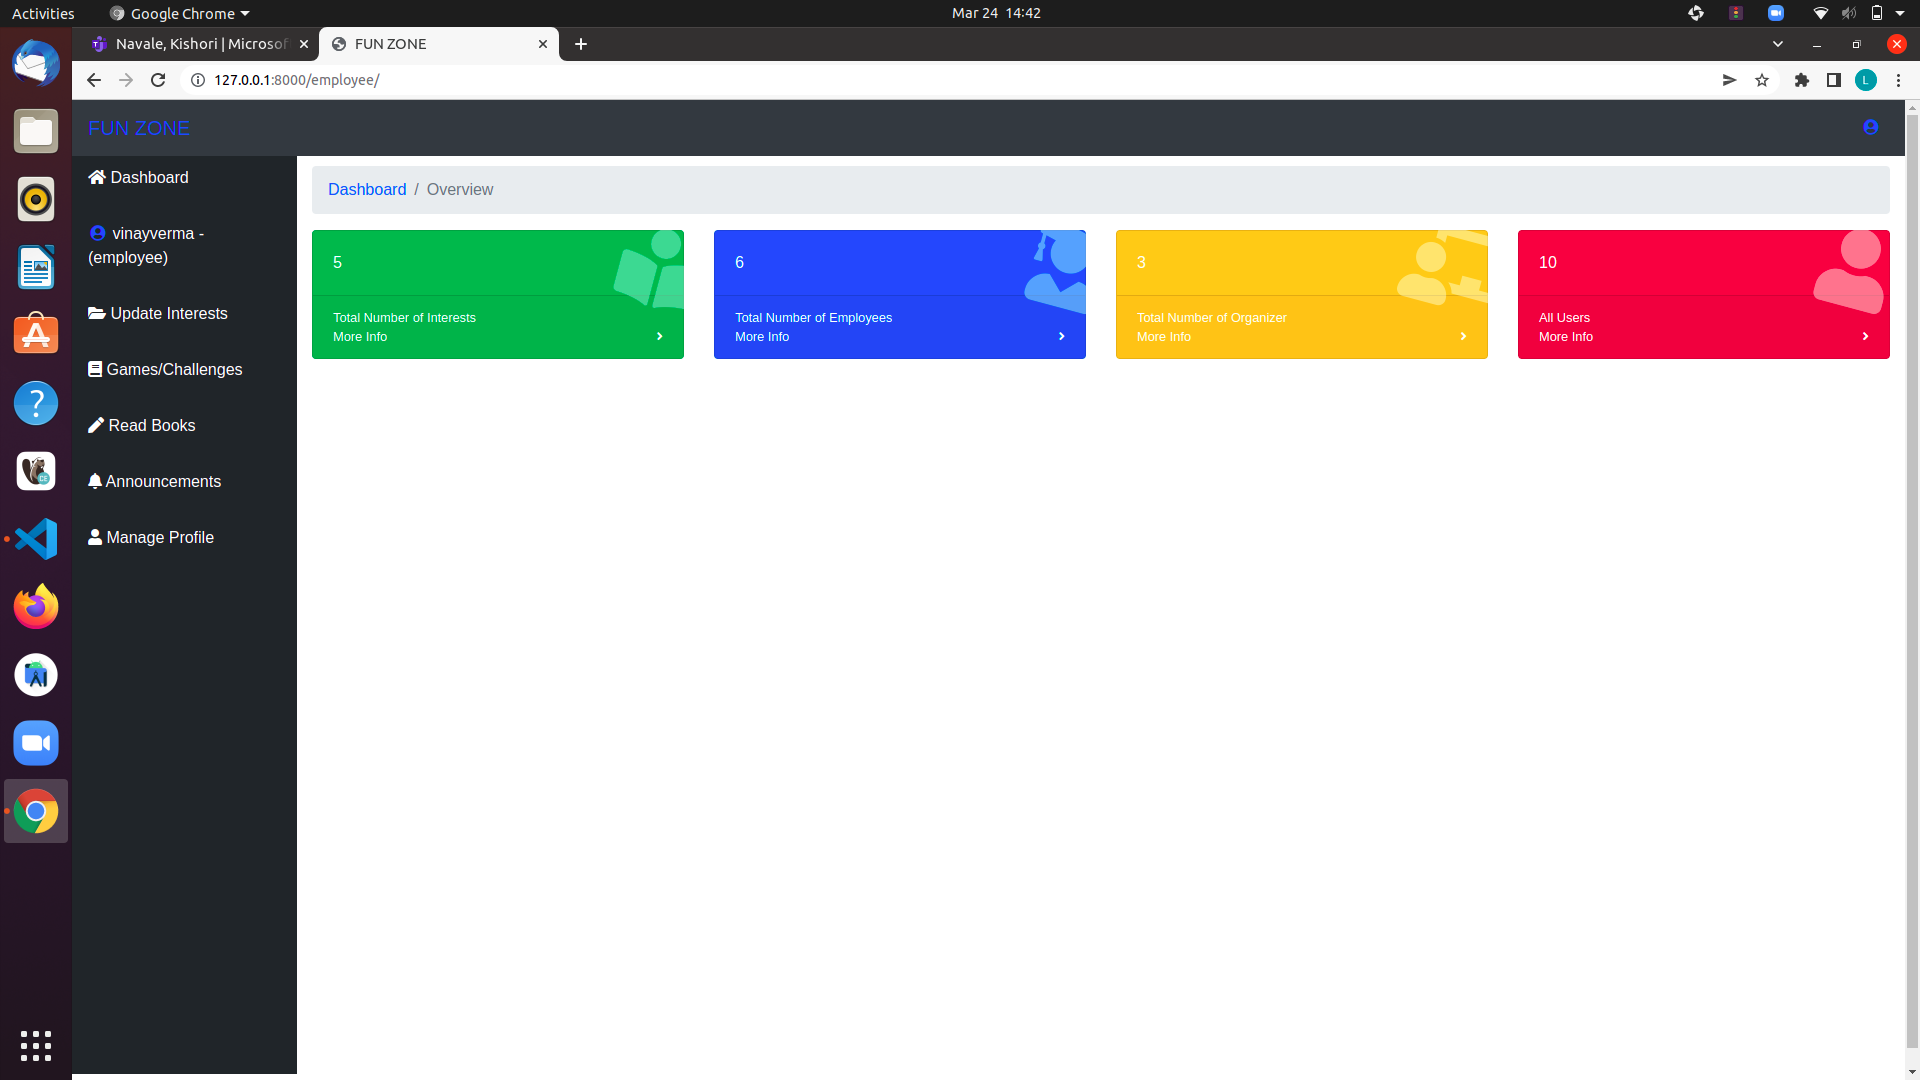 Activities
Google Chrome
Mar 24 14:42
Navale, Kishori | Microsof
FUN ZONE
127.0.0.1:8000/employee/
L
FUN ZONE
Dashboard
vinayverma -
(employee)
Update Interests
Games/Challenges
Read Books
Announcements
Manage Profile
Dashboard / Overview
5
Total Number of Interests
More Info
6
Total Number of Employees
More Info
3
Total Number of Organizer
More Info
10
All Users
More Info